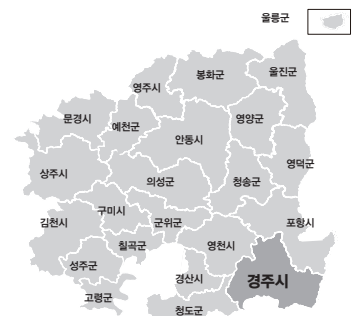 울릉군
봉화군
울진군
영주시
문경시
예천군
영양군
안동시
상주시
의성군
청송군
영덕군
김천시
구미시
군위군
포항시
칠곡군
영천시
성주군
경산시
경주시
고령군
청도군